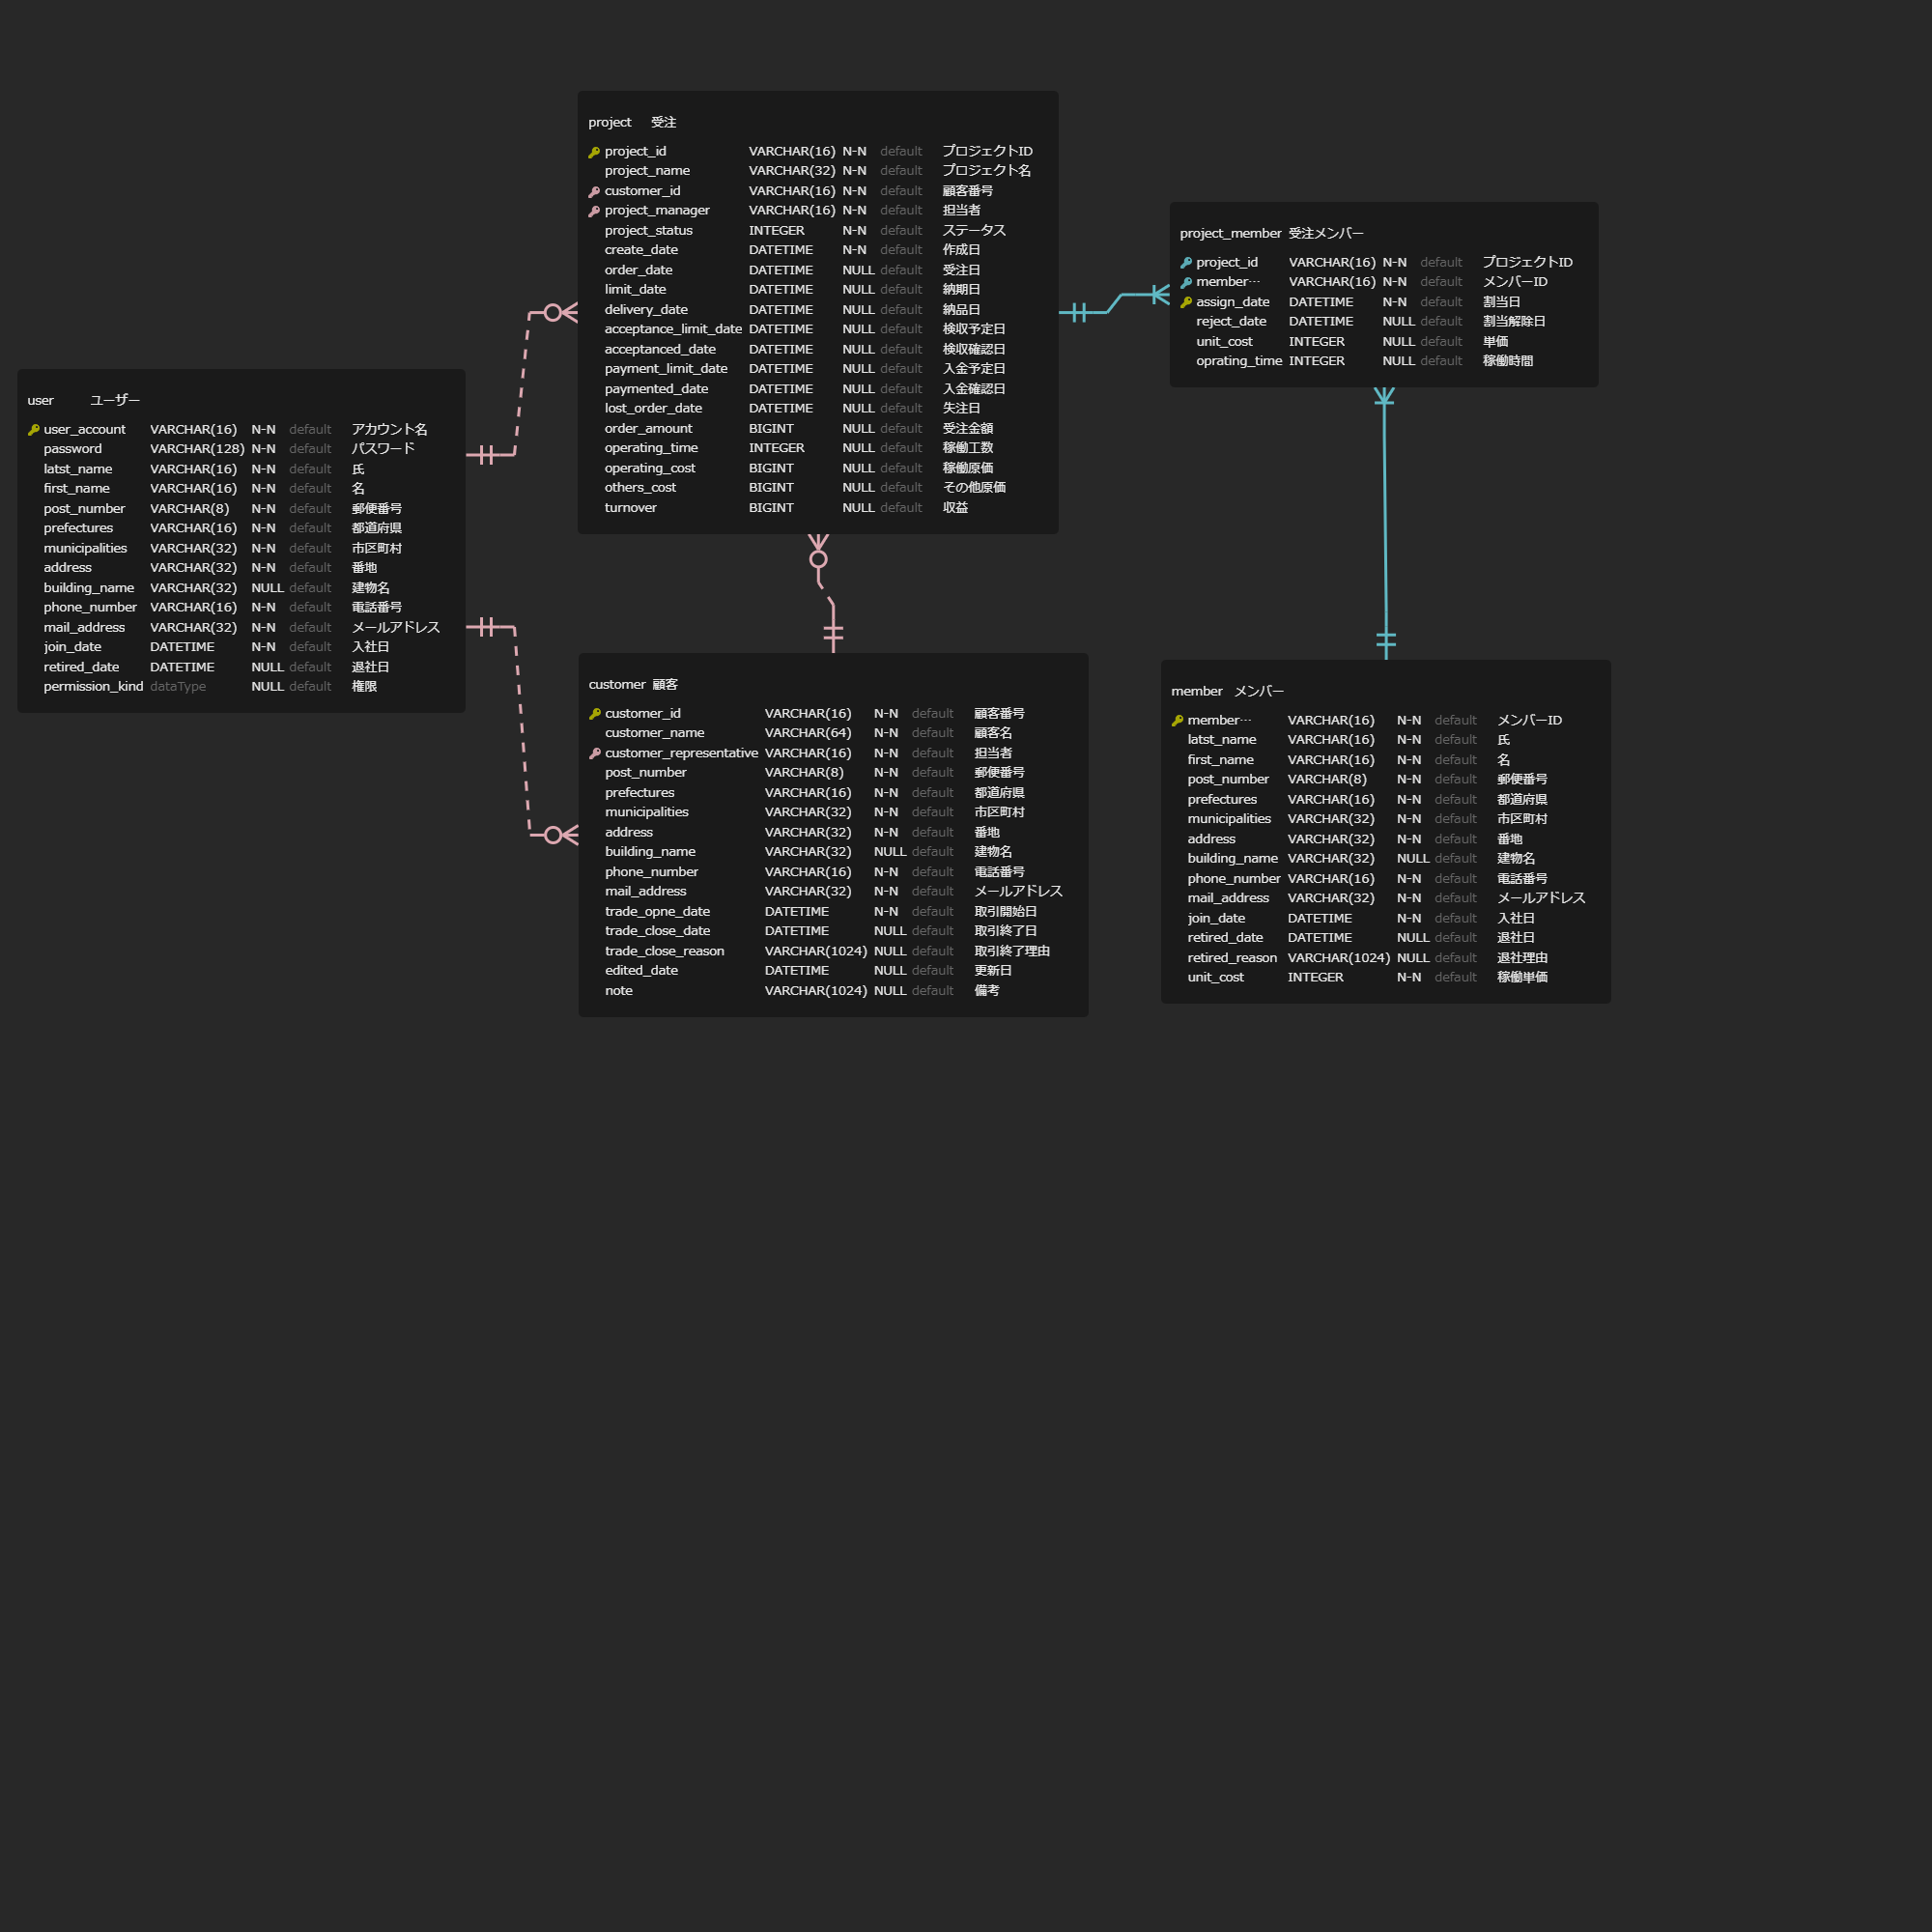 project 受注
project_id VARCHAR(16) N-N default プロジェクトID
project_name VARCHAR(32) N-N default プロジェクト名
customer_id VARCHAR(16) N-N default 顧客番号
project_manager VARCHAR(16) N-N default 担当者
project_status INTEGER N-N default ステータス
create_date DATETIME N-N default 作成日
order_date DATETIME NULL default 受注日
limit_date DATETIME NULL default 納期日
delivery_date DATETIME NULL default 納品日
acceptance_limit_date DATETIME NULL default 検収予定日
acceptanced_date DATETIME NULL default 検収確認日
payment_limit_date DATETIME NULL default 入金予定日
paymented_date DATETIME NULL default 入金確認日
lost_order_date DATETIME NULL default 失注日
order_amount BIGINT NULL default 受注金額
operating_time INTEGER NULL default 稼働工数
operating_cost BIGINT NULL default 稼働原価
others_cost BIGINT NULL default その他原価
turnover BIGINT NULL default 収益
project_member 受注メンバー
project_id VARCHAR(16) N-N default プロジェクトID
member… VARCHAR(16) N-N default メンバーID
assign_date DATETIME N-N default 割当日
reject_date DATETIME NULL default 割当解除日
unit_cost INTEGER NULL default 単価
oprating_time INTEGER NULL default 稼働時間
user ユーザー
user_account VARCHAR(16) N-N default アカウント名
password VARCHAR(128) N-N default パスワード
latst_name VARCHAR(16) N-N default 氏
first_name VARCHAR(16) N-N default 名
post_number VARCHAR(8) N-N default 郵便番号
prefectures VARCHAR(16) N-N default 都道府県
municipalities VARCHAR(32) N-N default 市区町村
address VARCHAR(32) N-N default 番地
building_name VARCHAR(32) NULL default 建物名
phone_number VARCHAR(16) N-N default 電話番号
mail_address VARCHAR(32) N-N default メールアドレス
join_date DATETIME N-N default 入社日
retired_date DATETIME NULL default 退社日
permission_kind dataType NULL default 権限
customer 顧客
customer_id VARCHAR(16) N-N default 顧客番号
customer_name VARCHAR(64) N-N default 顧客名
customer_representative VARCHAR(16) N-N default 担当者
post_number VARCHAR(8) N-N default 郵便番号
prefectures VARCHAR(16) N-N default 都道府県
municipalities VARCHAR(32) N-N default 市区町村
address VARCHAR(32) N-N default 番地
building_name VARCHAR(32) NULL default 建物名
phone_number VARCHAR(16) N-N default 電話番号
mail_address VARCHAR(32) N-N default メールアドレス
trade_opne_date DATETIME N-N default 取引開始日
trade_close_date DATETIME NULL default 取引終了日
trade_close_reason VARCHAR(1024) NULL default 取引終了理由
edited_date DATETIME NULL default 更新日
note VARCHAR(1024) NULL default 備考
member メンバー
member… VARCHAR(16) N-N default メンバーID
latst_name VARCHAR(16) N-N default 氏
first_name VARCHAR(16) N-N default 名
post_number VARCHAR(8) N-N default 郵便番号
prefectures VARCHAR(16) N-N default 都道府県
municipalities VARCHAR(32) N-N default 市区町村
address VARCHAR(32) N-N default 番地
building_name VARCHAR(32) NULL default 建物名
phone_number VARCHAR(16) N-N default 電話番号
mail_address VARCHAR(32) N-N default メールアドレス
join_date DATETIME N-N default 入社日
retired_date DATETIME NULL default 退社日
retired_reason VARCHAR(1024) NULL default 退社理由
unit_cost INTEGER N-N default 稼働単価